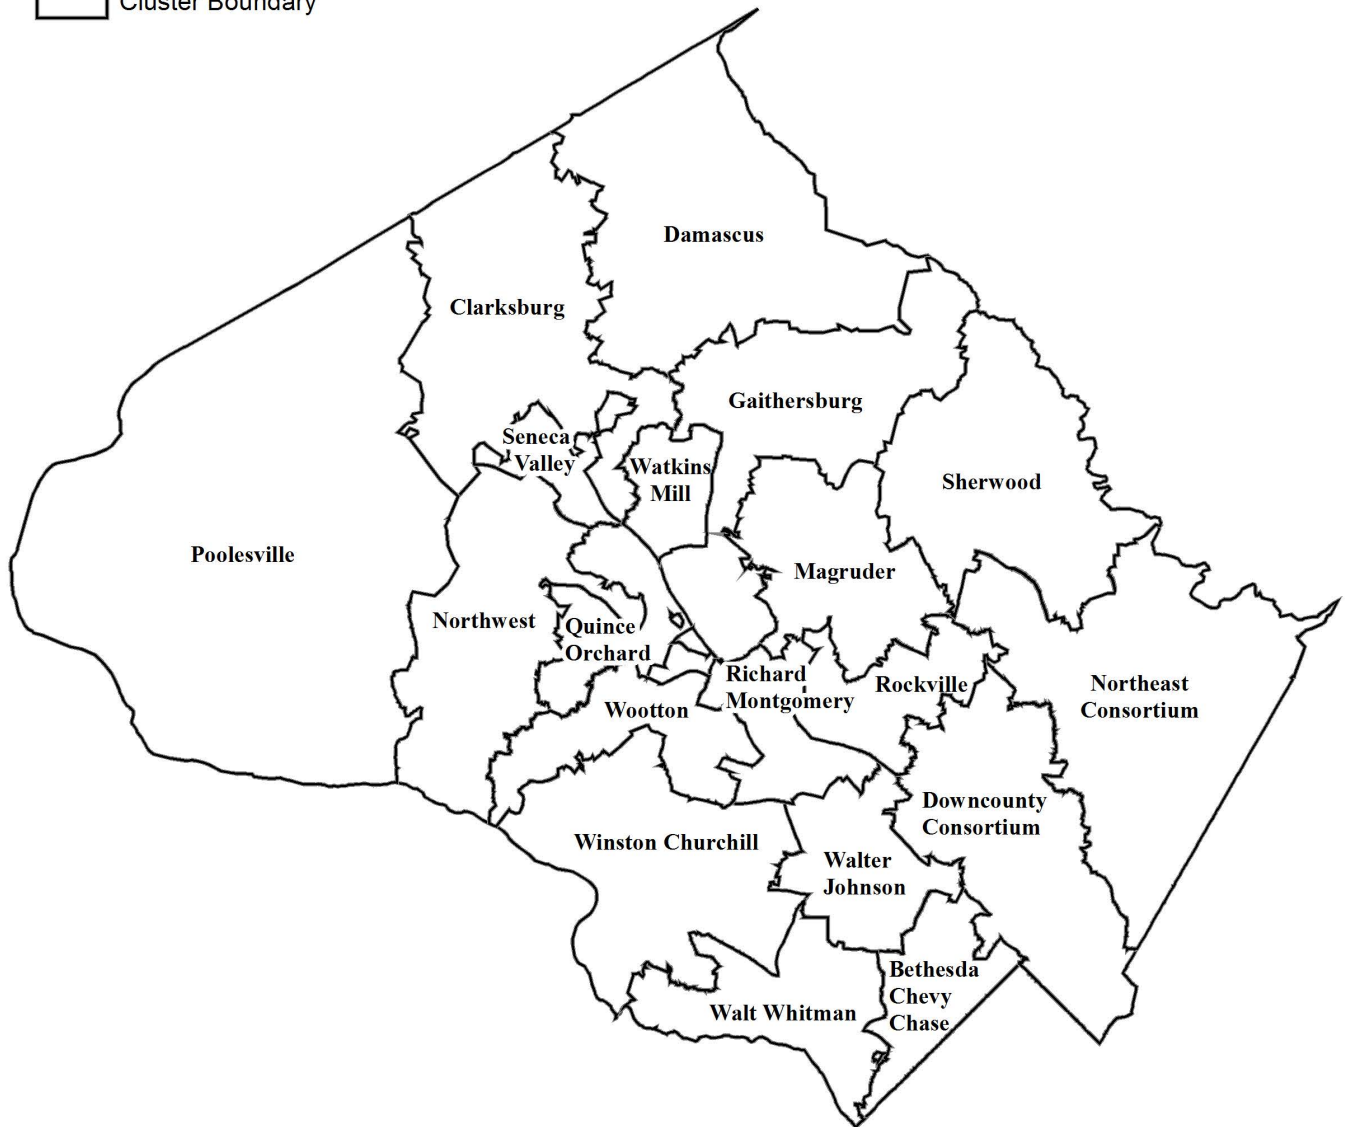 Cluster Boundary
Damascus
Clarksburg
Gaithersburg
Seneca
Valley
Watkins
Mill
Sherwood
Poolesville
Magruder
Northwest
Quince
Orchard
Richard
Montgomery
Rockville
Northeast
Consortium
Wootton
Downcounty
Consortium
Winston Churchill
Walter
Johnson
Bethesda
Chevy
Chase
Walt Whitman